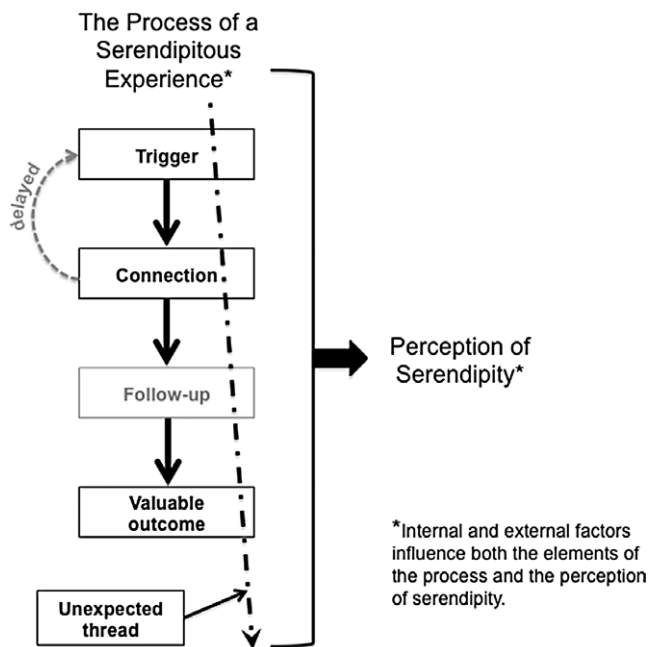 The Process of a
Serendipitous
Experience*
Trigger
delayed
Connection
Follow-up
Valuable
outcome
Unexpected
thread
Perception of
Serendipity*
*Internal and external factors
influence both the elements of
the process and the perception
of serendipity.